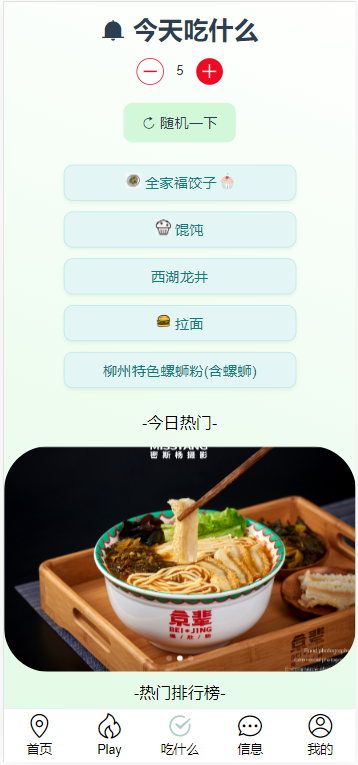 今天吃什么
5
随机一下
全家福饺子
馄饨
西湖龙井
拉面
柳州特色螺蛳粉(含螺蛳)
-今日热门-
密斯杨摄影
京辈
BEI•JING
-热门排行榜-
首页
Play
吃什么
信息
我的